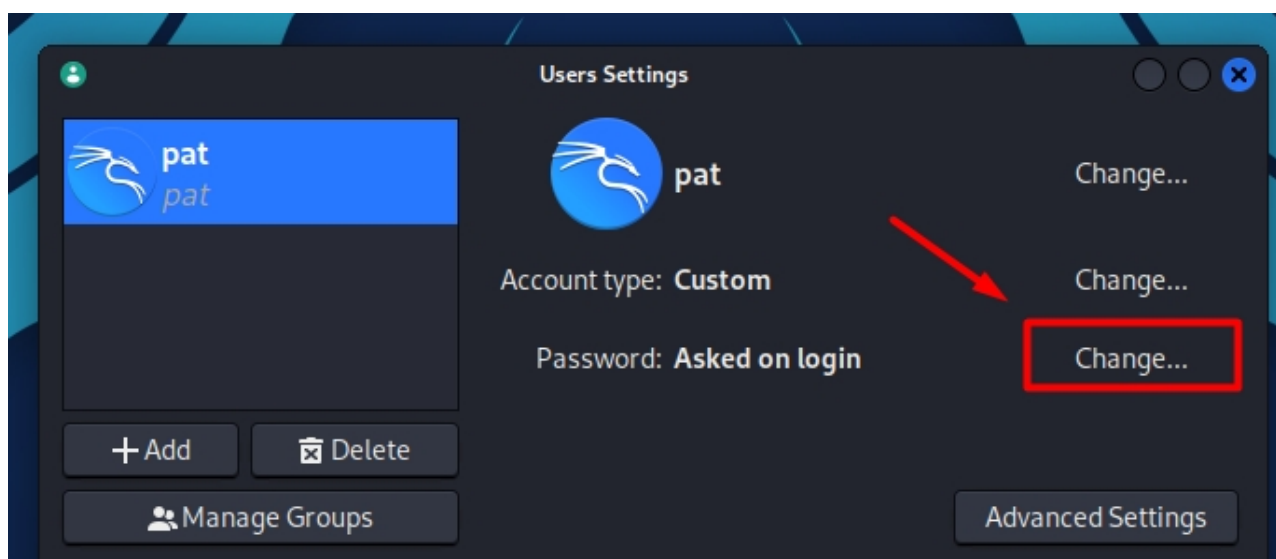 Users Settings
pat
pat
pat
Change...
Account type: Custom
Change...
Password: Asked on login
Change...
Add
Delete
Manage Groups
Advanced Settings